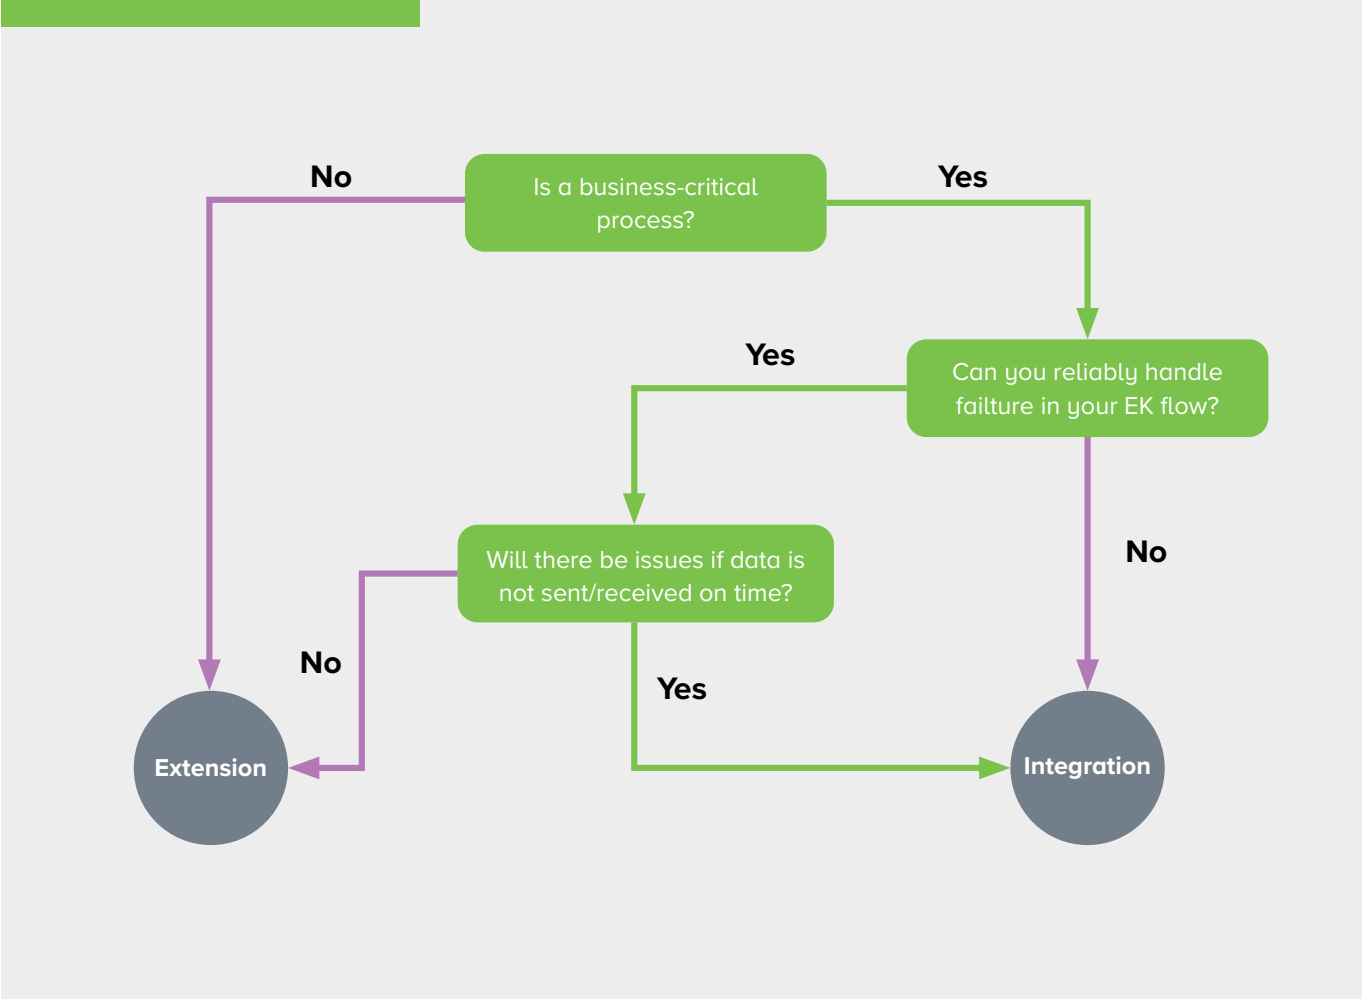 No
Is a business-critical
process?
Yes
Yes
Can you reliably handle
failture in your EK flow?
No
Will there be issues if data is
not sent/received on time?
No
Yes
Extension
Integration